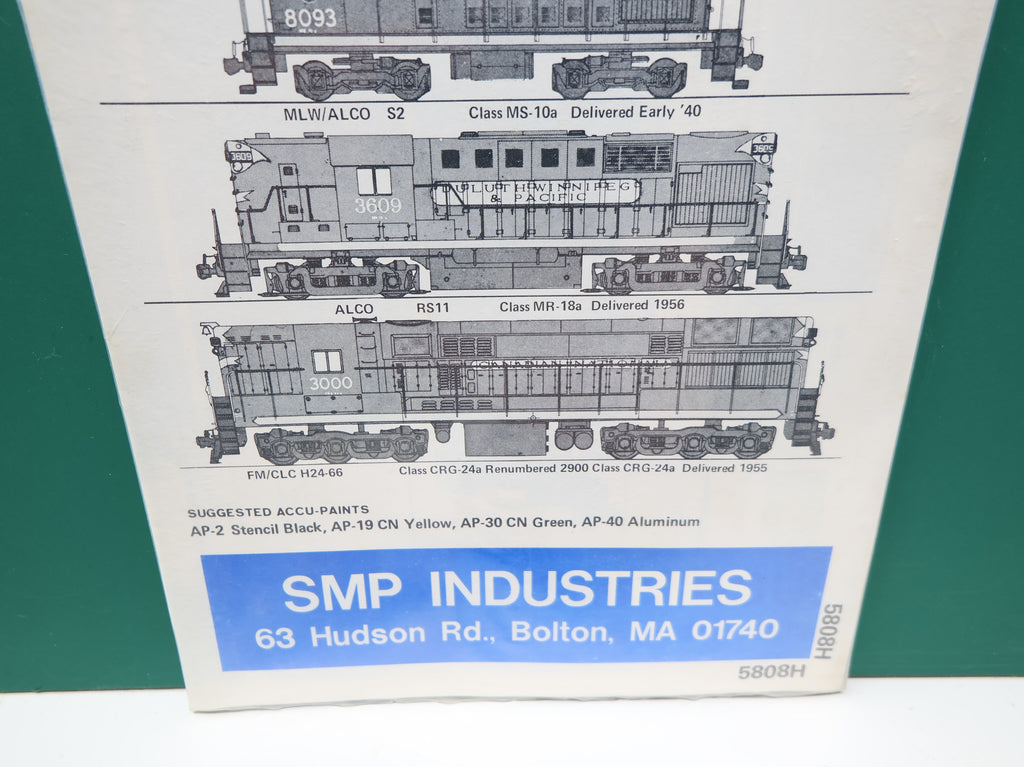 8093
MLW/ALCO S2 Class MS-10a Delivered Early '40
3609 3609
DULUTH WINNIPEG
& PACIFIC
3609
ALCO RS11 Class MR-18a Delivered 1956
CANADIAN NATIONAL
3000
FM/CLC H24-66 Class CRG-24a Renumbered 2900 Class CRG-24a Delivered 1955
SUGGESTED ACCU-PAINTS
AP-2 Stencil Black, AP-19 CN Yellow, AP-30 CN Green, AP-40 Aluminum
SMP INDUSTRIES
63 Hudson Rd., Bolton, MA 01740
5808H
5808H